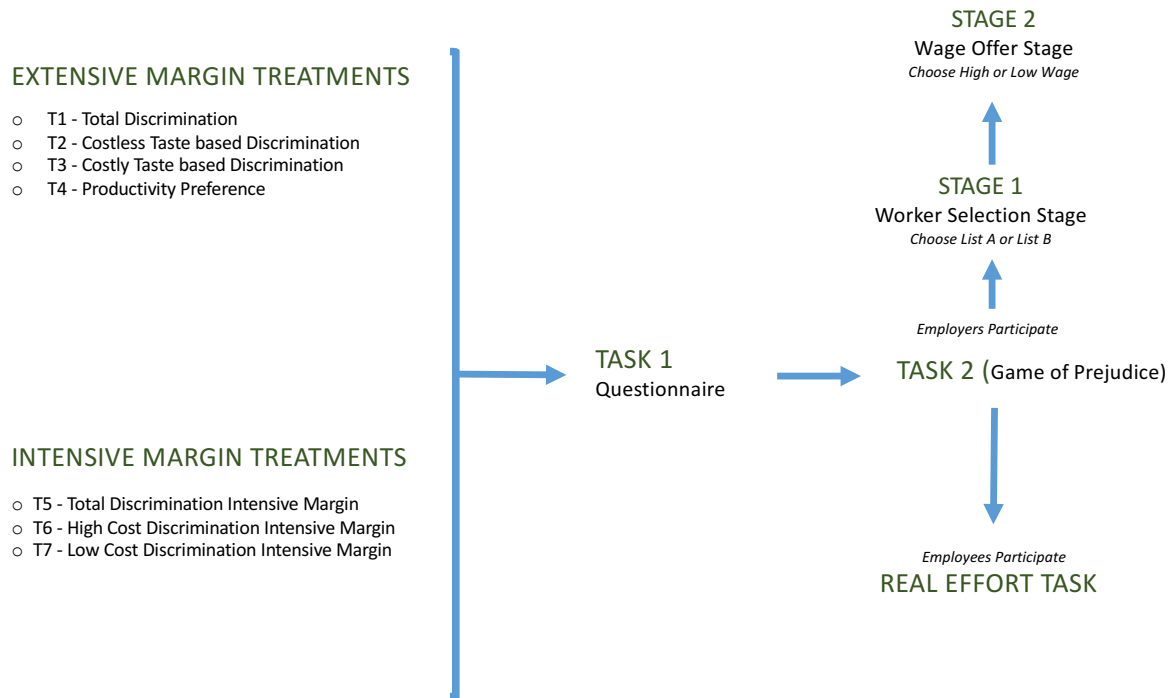 EXTENSIVE MARGIN TREATMENTS
o T1 - Total Discrimination
o T2 - Costless Taste based Discrimination
o T3 - Costly Taste based Discrimination
o T4 - Productivity Preference
INTENSIVE MARGIN TREATMENTS
o T5 - Total Discrimination Intensive Margin
o T6 - High Cost Discrimination Intensive Margin
o T7 - Low Cost Discrimination Intensive Margin
TASK 1
Questionnaire
STAGE 2
Wage Offer Stage
Choose High or Low Wage
STAGE 1
Worker Selection Stage
Choose List A or List B
Employers Participate
TASK 2 (Game of Prejudice)
Employees Participate
REAL EFFORT TASK